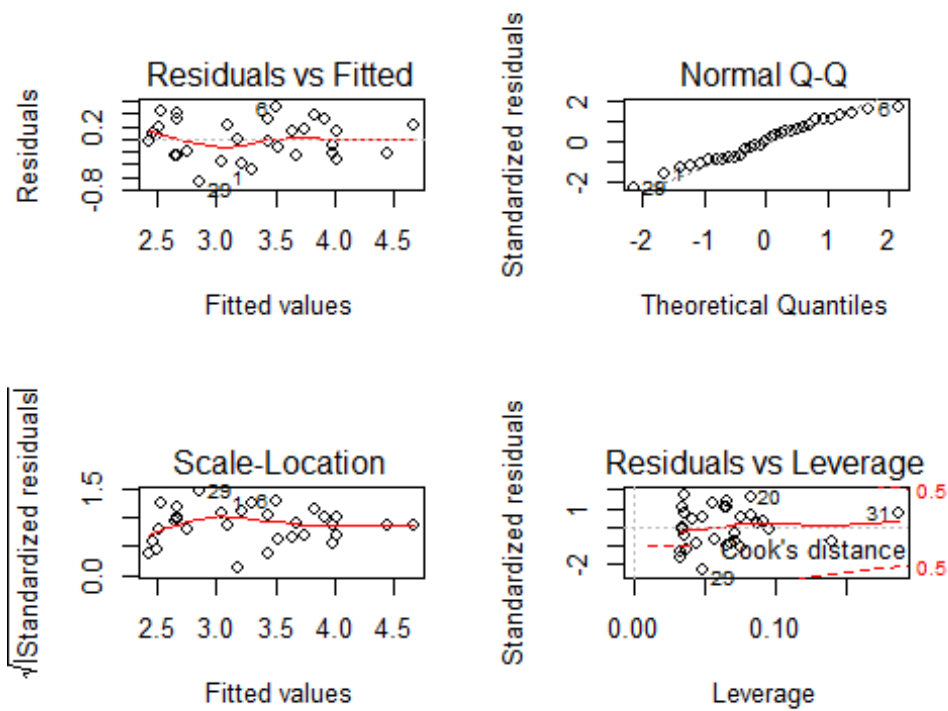 Residuals vs Fitted
Residuals
0.2
-0.8
6
1
29
2.5 3.0 3.5 4.0 4.5
Fitted values
Normal Q-Q
Standardized residuals
2
0
-2
6
1
29
-2 -1 0 1 2
Theoretical Quantiles
Scale-Location
√|Standardized residuals|
1.5
0.0
29
1
6
2.5 3.0 3.5 4.0 4.5
Fitted values
Residuals vs Leverage
Standardized residuals
1
-2
20
31
29
Cook's distance
0.5
0.5
0.00 0.10
Leverage